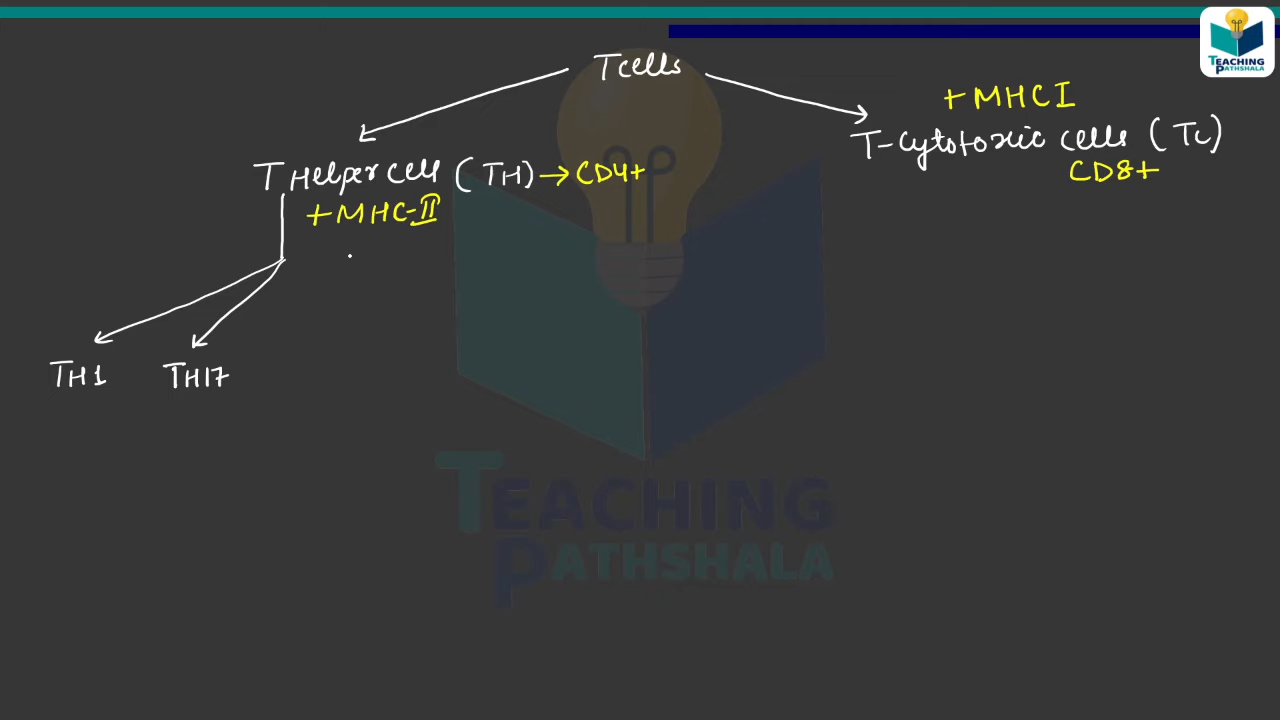 TEACHING
PATHSHALA
Tcells
+MHC I
T-cytotoxic cells (Tc)
CD8+
T Helper cell (TH) → CD4+
+MHC-II
TH1
TH17
TEACHING
PATHSHALA